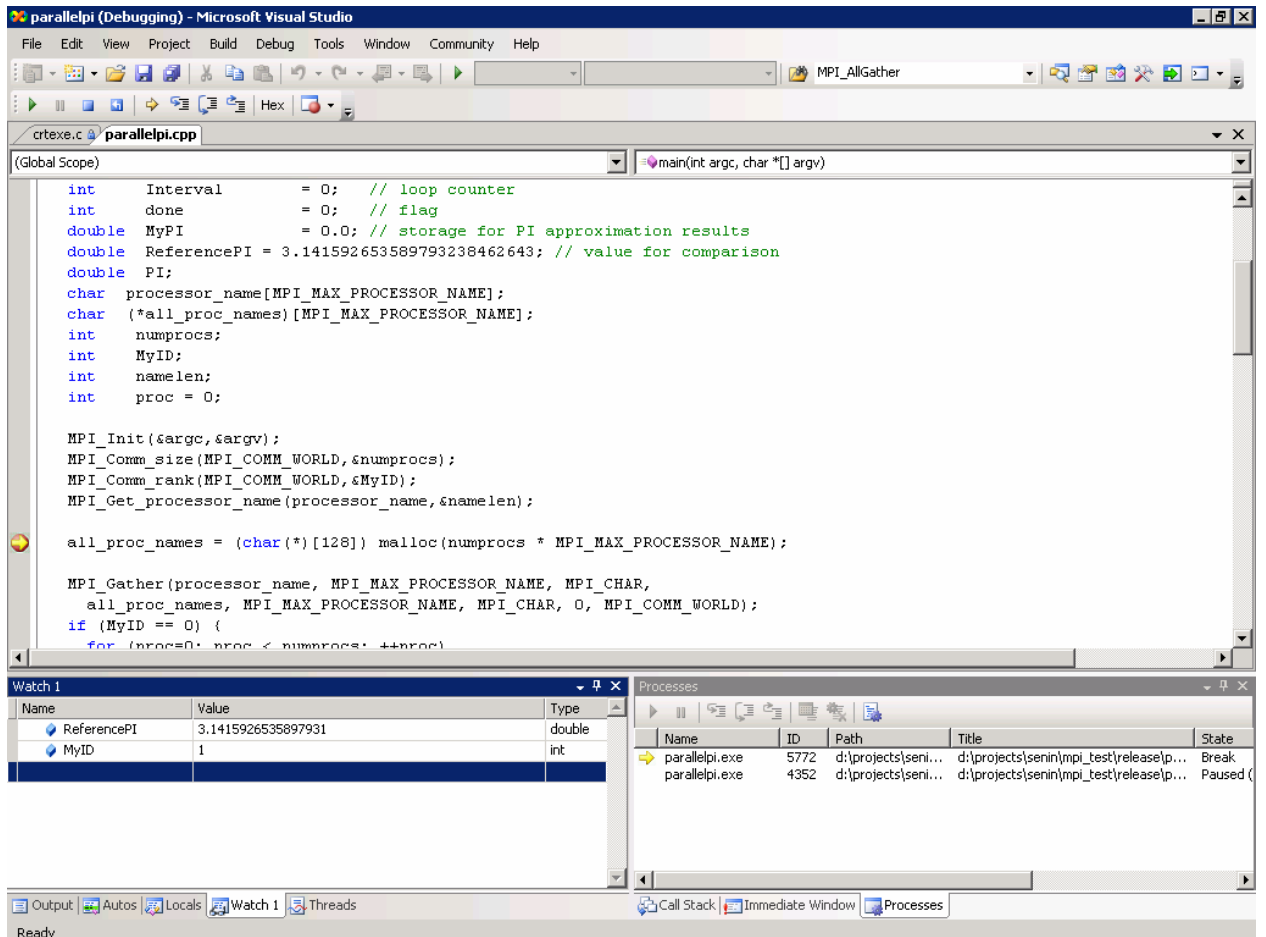 parallelpi (Debugging) - Microsoft Visual Studio
File Edit View Project Build Debug Tools Window Community Help
MPI_AllGather
Hex
crtexe.c parallelpi.cpp
(Global Scope) main(int argc, char *[] argv)
int Interval = 0; // loop counter
int done = 0; // flag
double MyPI = 0.0; // storage for PI approximation results
double ReferencePI = 3.141592653589793238462643; // value for comparison
double PI;
char processor_name[MPI_MAX_PROCESSOR_NAME];
char (*all_proc_names)[MPI_MAX_PROCESSOR_NAME];
int numprocs;
int MyID;
int namelen;
int proc = 0;
MPI_Init(&argc,&argv);
MPI_Comm_size(MPI_COMM_WORLD,&numprocs);
MPI_Comm_rank(MPI_COMM_WORLD,&MyID);
MPI_Get_processor_name(processor_name,&namelen);
all_proc_names = (char(*)[128]) malloc(numprocs * MPI_MAX_PROCESSOR_NAME);
MPI_Gather(processor_name, MPI_MAX_PROCESSOR_NAME, MPI_CHAR,
all_proc_names, MPI_MAX_PROCESSOR_NAME, MPI_CHAR, 0, MPI_COMM_WORLD);
if (MyID == 0) {
for (proc=0; proc < numprocs; ++proc)
Watch 1
Name Value Type
ReferencePI 3.1415926535897931 double
MyID 1 int
Processes
Name ID Path Title State
parallelpi.exe 5772 d:\projects\seni... d:\projects\senin\mpi_test\release\p... Break
parallelpi.exe 4352 d:\projects\seni... d:\projects\senin\mpi_test\release\p... Paused (
Output Autos Locals Watch 1 Threads
Call Stack Immediate Window Processes
Ready